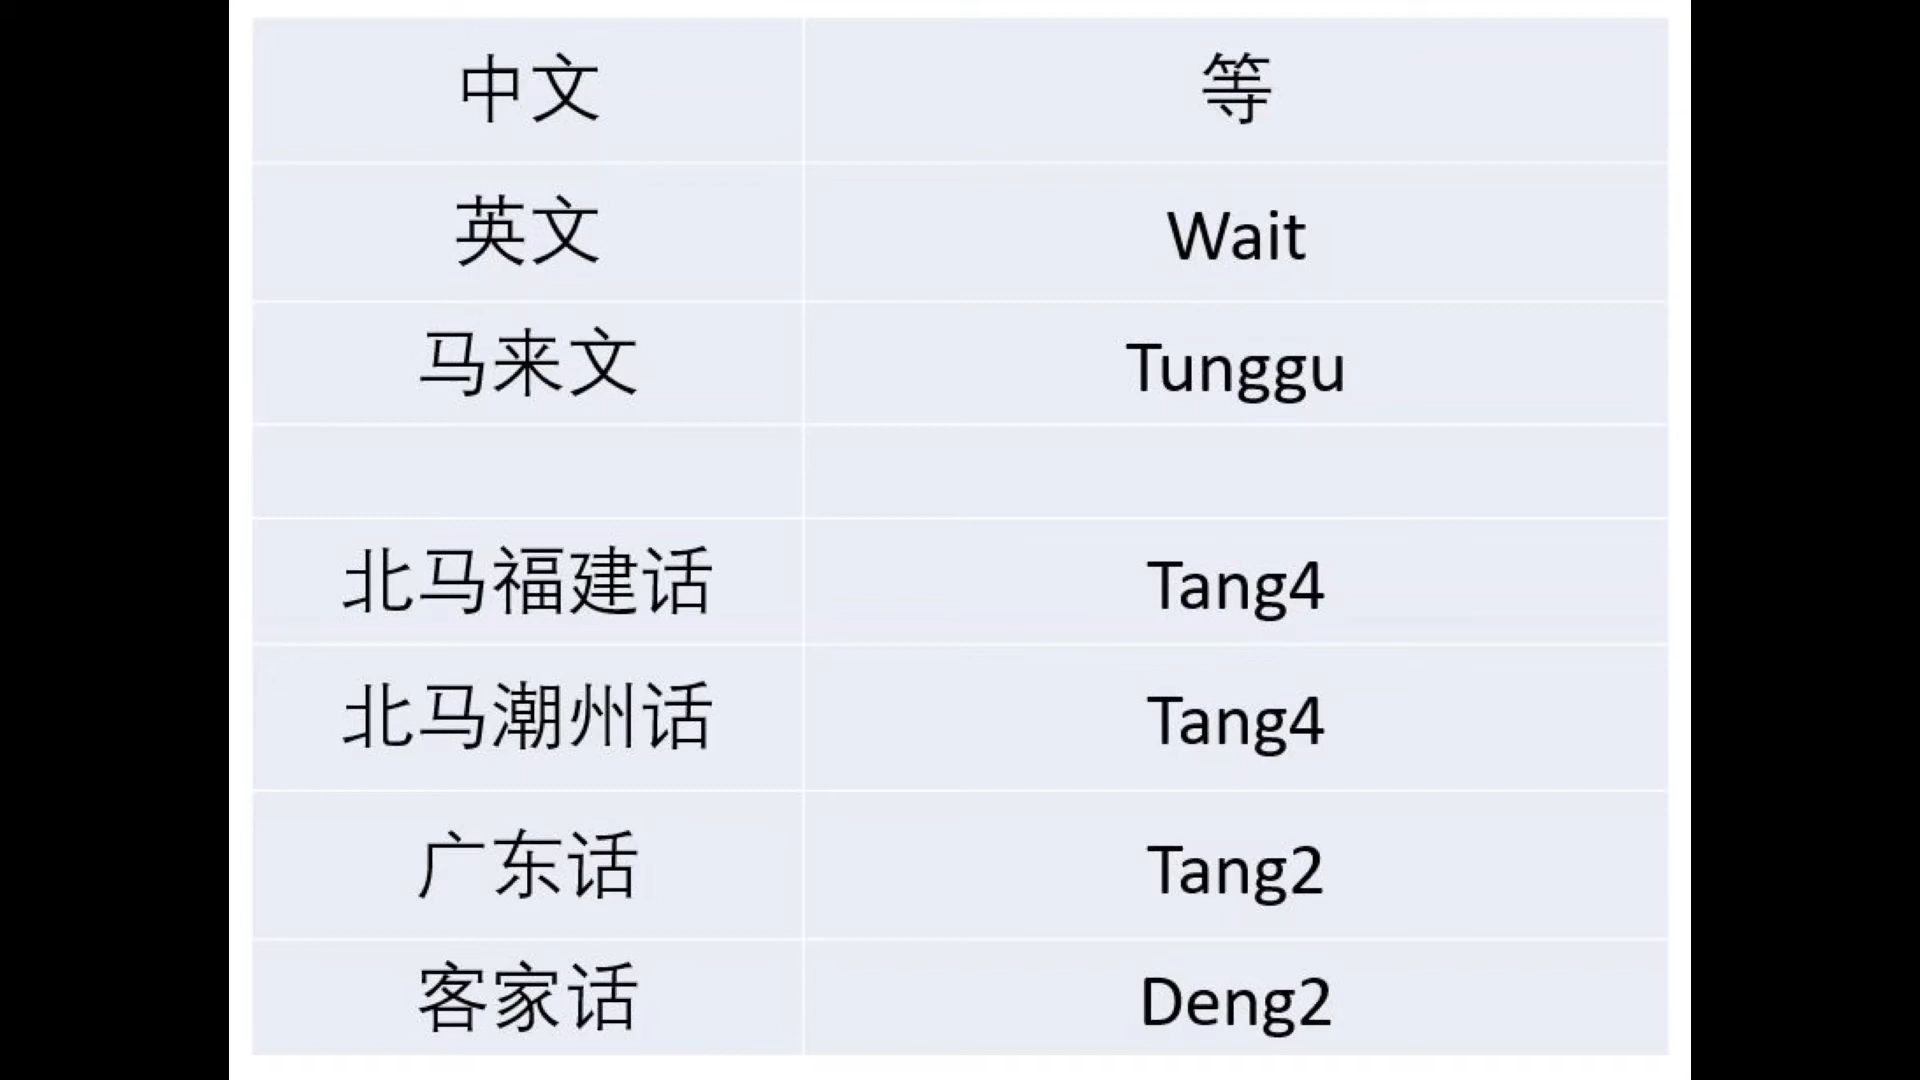 中文 等
英文 Wait
马来文 Tunggu
北马福建话 Tang4
北马潮州话 Tang4
广东话 Tang2
客家话 Deng2